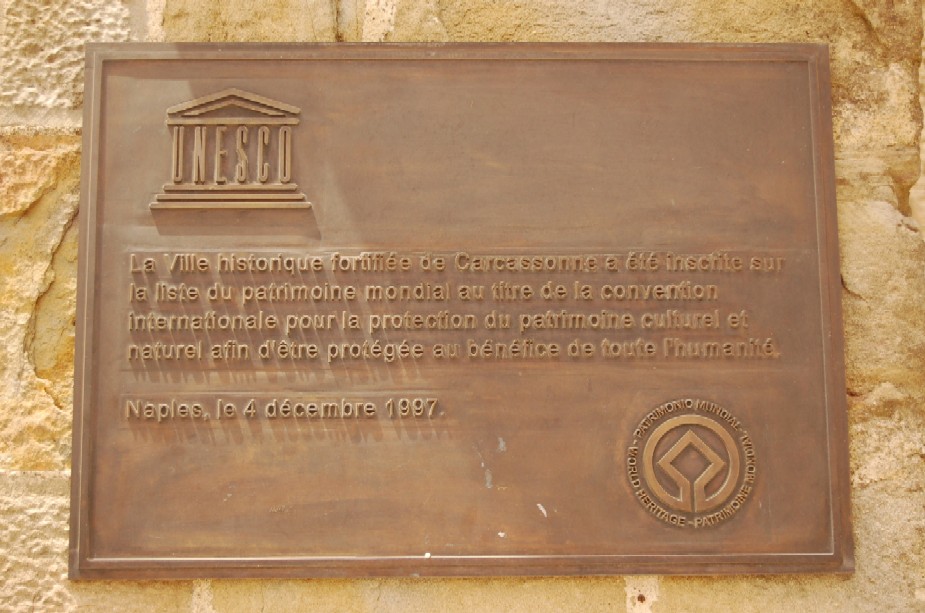 UNESCO
La Ville historique fortifiée de Carcassonne a été inscrite sur
la liste du patrimoine mondial au titre de la convention
internationale pour la protection du patrimoine culturel et
naturel afin d'être protégée au bénéfice de toute l'humanité.
Naples, le 4 décembre 1997.
WORLD HERITAGE - PATRIMOINE MONDIAL - PATRIMONIO MUNDIAL -